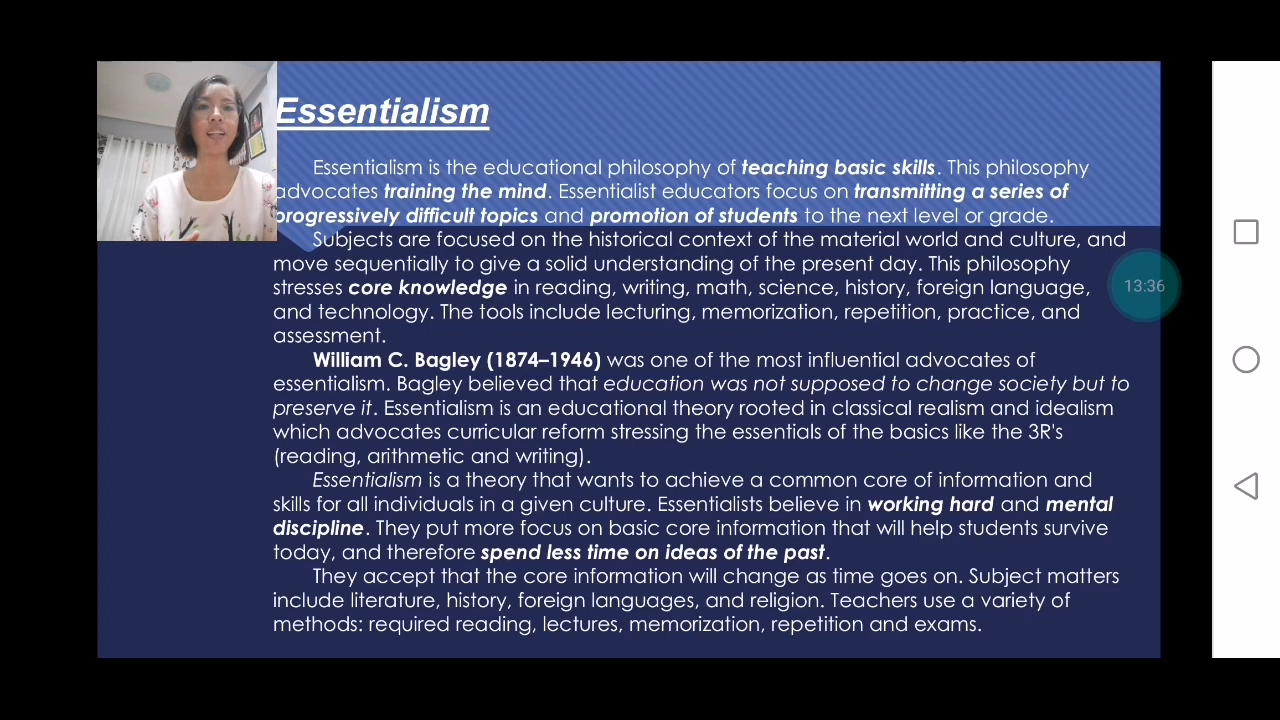 Essentialism
Essentialism is the educational philosophy of teaching basic skills. This philosophy
advocates training the mind. Essentialist educators focus on transmitting a series of
progressively difficult topics and promotion of students to the next level or grade.
Subjects are focused on the historical context of the material world and culture, and
move sequentially to give a solid understanding of the present day. This philosophy
stresses core knowledge in reading, writing, math, science, history, foreign language,
and technology. The tools include lecturing, memorization, repetition, practice, and
assessment.
13:36
William C. Bagley (1874–1946) was one of the most influential advocates of
essentialism. Bagley believed that education was not supposed to change society but to
preserve it. Essentialism is an educational theory rooted in classical realism and idealism
which advocates curricular reform stressing the essentials of the basics like the 3R's
(reading, arithmetic and writing).
Essentialism is a theory that wants to achieve a common core of information and
skills for all individuals in a given culture. Essentialists believe in working hard and mental
discipline. They put more focus on basic core information that will help students survive
today, and therefore spend less time on ideas of the past.
They accept that the core information will change as time goes on. Subject matters
include literature, history, foreign languages, and religion. Teachers use a variety of
methods: required reading, lectures, memorization, repetition and exams.